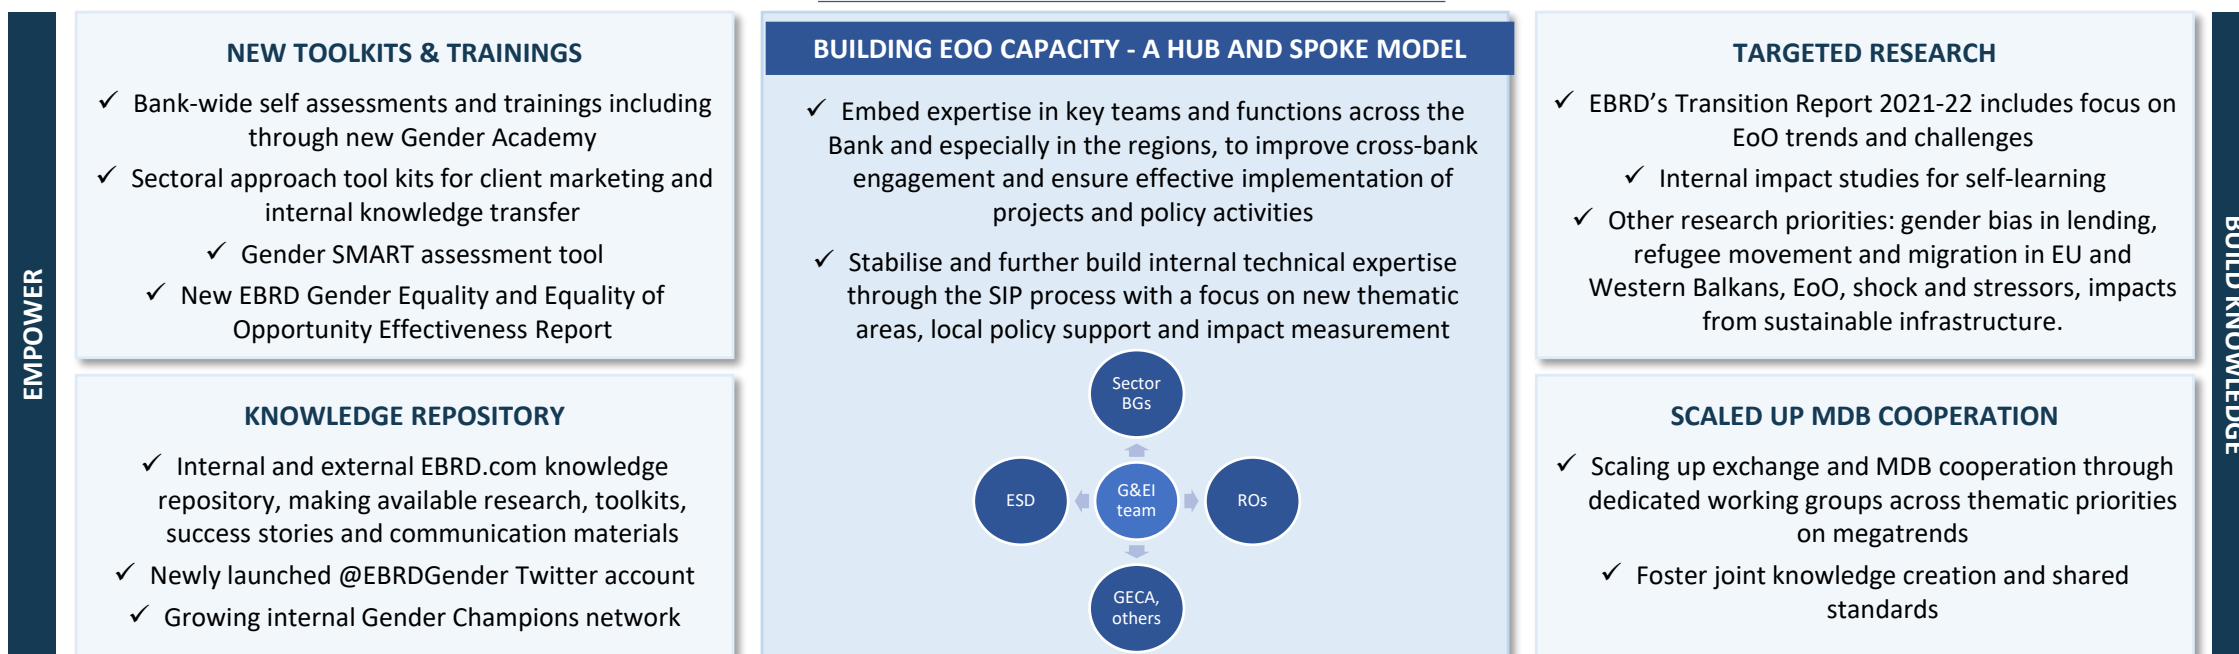 EMPOWER
NEW TOOLKITS & TRAININGS
✓ Bank-wide self assessments and trainings including
through new Gender Academy
✓ Sectoral approach tool kits for client marketing and
internal knowledge transfer
✓ Gender SMART assessment tool
✓ New EBRD Gender Equality and Equality of
Opportunity Effectiveness Report
KNOWLEDGE REPOSITORY
✓ Internal and external EBRD.com knowledge
repository, making available research, toolkits,
success stories and communication materials
✓ Newly launched @EBRDGender Twitter account
✓ Growing internal Gender Champions network
BUILDING EOO CAPACITY - A HUB AND SPOKE MODEL
✓ Embed expertise in key teams and functions across the
Bank and especially in the regions, to improve cross-bank
engagement and ensure effective implementation of
projects and policy activities
✓ Stabilise and further build internal technical expertise
through the SIP process with a focus on new thematic
areas, local policy support and impact measurement
Sector
BGs
ESD
G&EI
team
ROs
GECA,
others
TARGETED RESEARCH
✓ EBRD's Transition Report 2021-22 includes focus on
EoO trends and challenges
✓ Internal impact studies for self-learning
✓ Other research priorities: gender bias in lending,
refugee movement and migration in EU and
Western Balkans, EoO, shock and stressors, impacts
from sustainable infrastructure.
SCALED UP MDB COOPERATION
✓ Scaling up exchange and MDB cooperation through
dedicated working groups across thematic priorities
on megatrends
✓ Foster joint knowledge creation and shared
standards
BUILD KNOWLEDGE